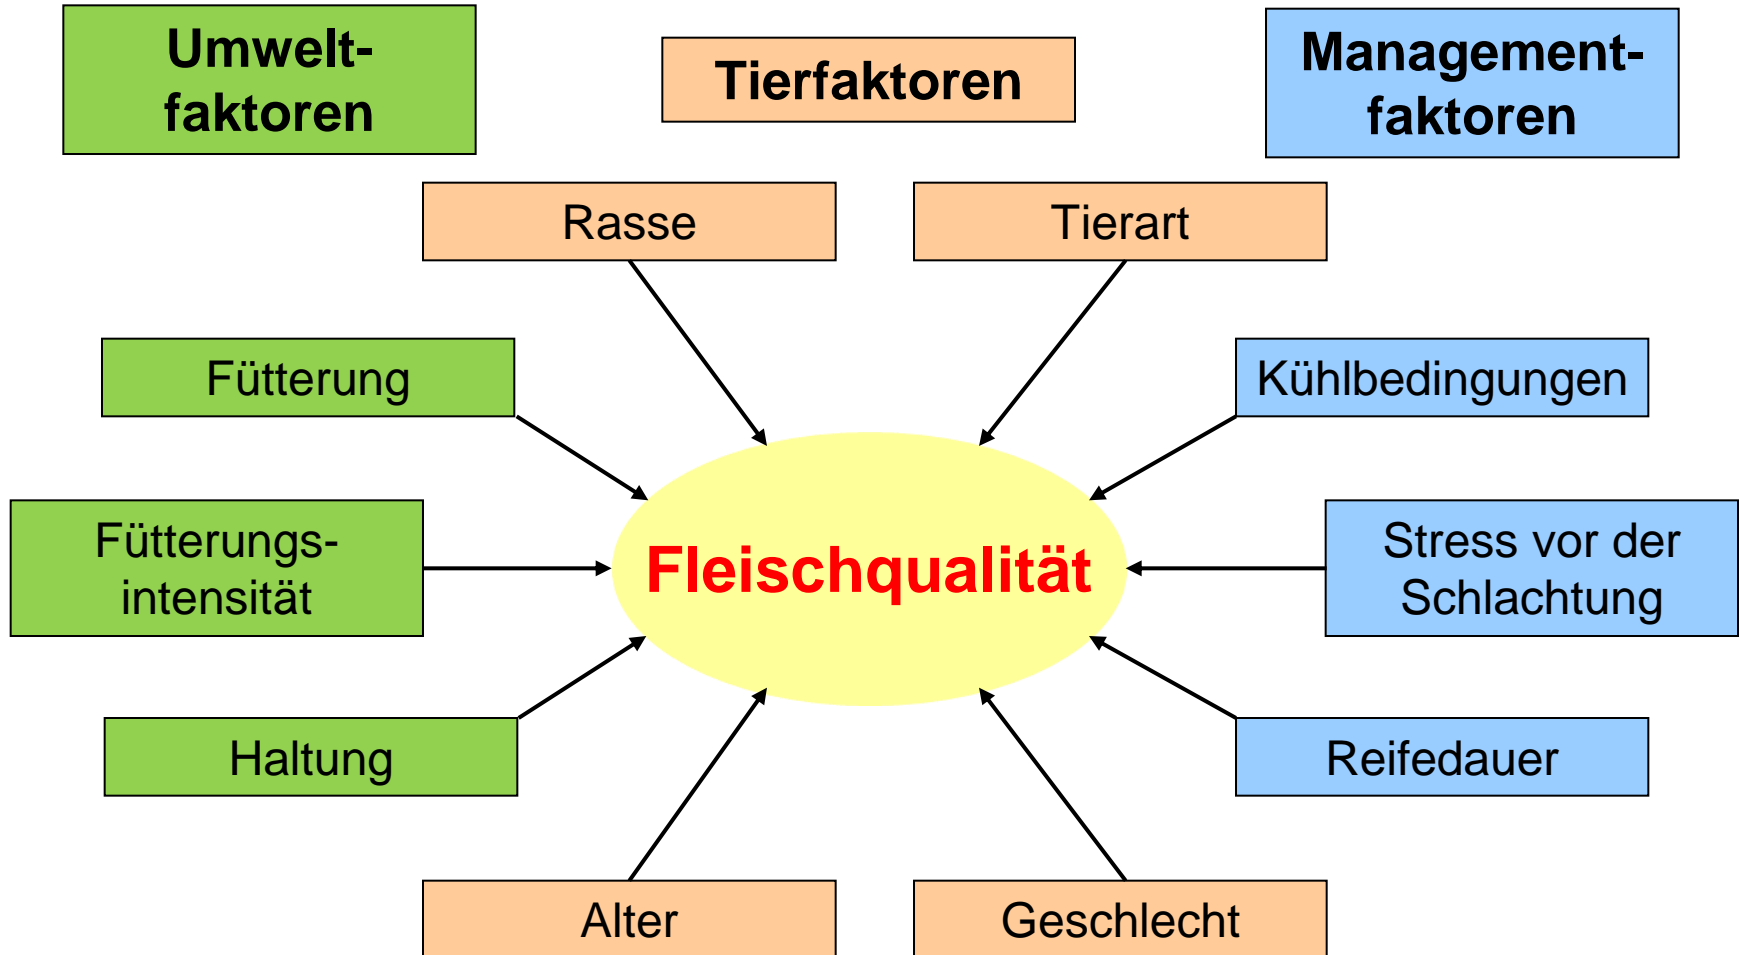 Umwelt-
faktoren
Tierfaktoren
Management-
faktoren
Rasse
Tierart
Fütterung
Kühlbedingungen
Fütterungs-
intensität
Fleischqualität
Stress vor der
Schlachtung
Haltung
Reifedauer
Alter
Geschlecht